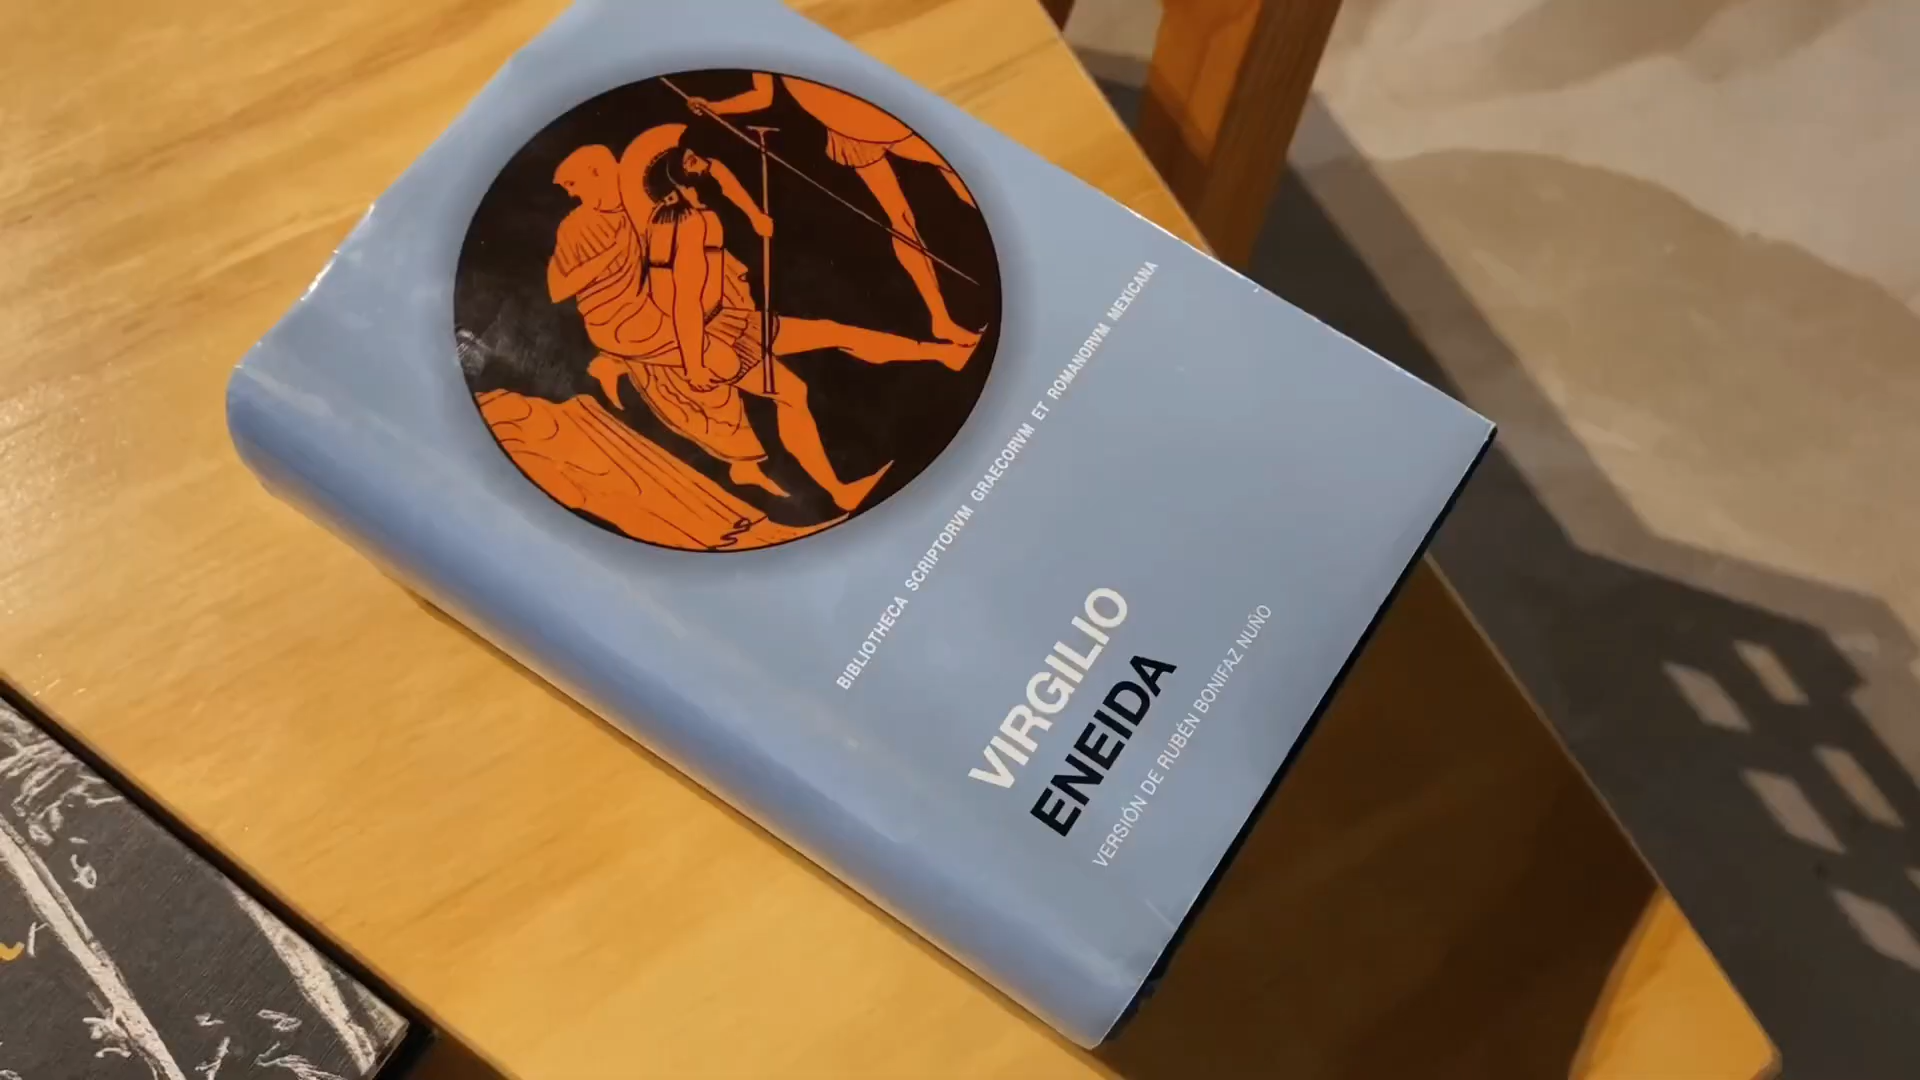 BIBLIOTHECA SCRIPTORVM GRAECORVM ET ROMANORVM MEXICANA
VIRGILIO
ENEIDA
VERSIÓN DE RUBÉN BONIFAZ NUÑO